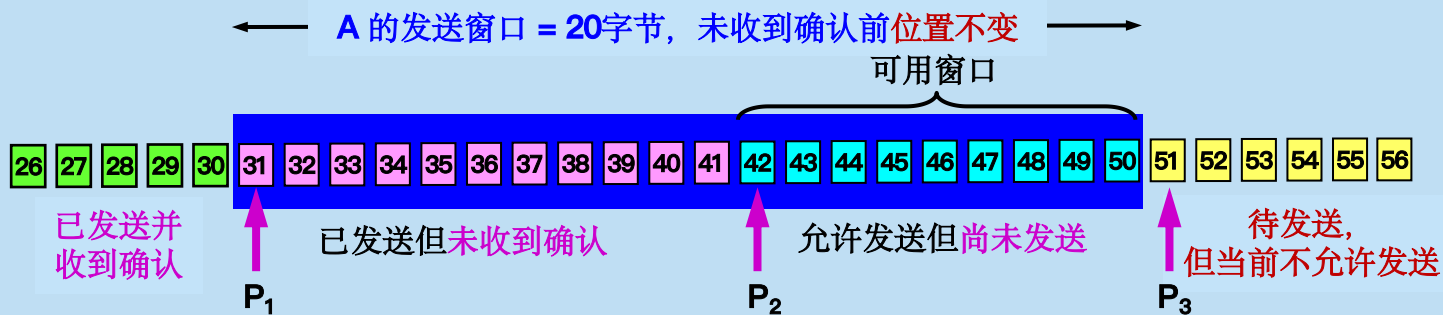 A 的发送窗口 = 20字节，未收到确认前位置不变
可用窗口
26 27 28 29 30 31 32 33 34 35 36 37 38 39 40 41 42 43 44 45 46 47 48 49 50 51 52 53 54 55 56
已发送并
收到确认
已发送但未收到确认
允许发送但尚未发送
待发送，
但当前不允许发送
P1 P2 P3